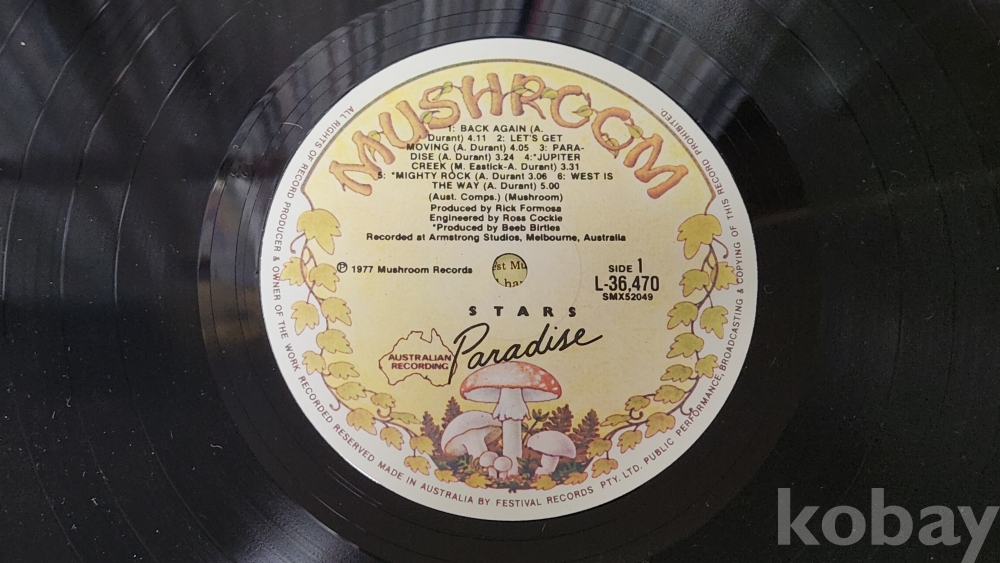 MUSHROOM
1: BACK AGAIN (A.
Durant) 4.11 2: LET'S GET
MOVING (A. Durant) 4.05 3: PARA-
DISE (A. Durant) 3.24 4:*JUPITER
CREEK (M. Eastick-A. Durant) 3.31
5: *MIGHTY ROCK (A. Durant 3.06 6: WEST IS
THE WAY (A. Durant) 5.00
(Aust. Comps.) (Mushroom)
Produced by Rick Formosa
Engineered by Ross Cockle
*Produced by Beeb Birtles
Recorded at Armstrong Studios, Melbourne, Australia
℗ 1977 Mushroom Records
SIDE 1
L-36,470
SMX52049
STARS
Paradise
AUSTRALIAN
RECORDING
ALL RIGHTS OF RECORD PRODUCER & OWNER OF THE WORK RECORDED RESERVED MADE IN AUSTRALIA BY FESTIVAL RECORDS PTY. LTD. PUBLIC PERFORMANCE, BROADCASTING & COPYING OF THIS RECORD PROHIBITED.
kobay